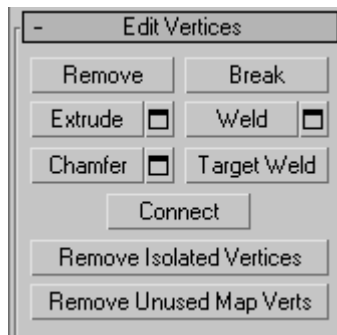 - Edit Vertices
Remove Break
Extrude Weld
Chamfer Target Weld
Connect
Remove Isolated Vertices
Remove Unused Map Verts